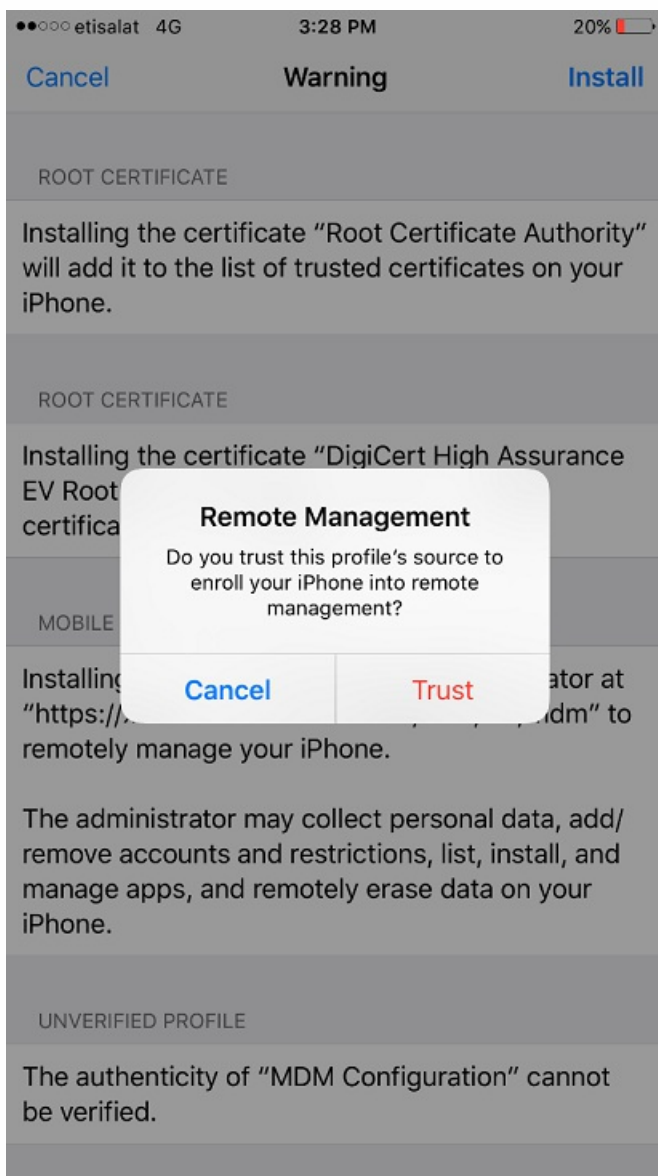 etisalat 4G 3:28 PM 20%
Cancel Warning Install
ROOT CERTIFICATE
Installing the certificate “Root Certificate Authority”
will add it to the list of trusted certificates on your
iPhone.
ROOT CERTIFICATE
Installing the certificate “DigiCert High Assurance
EV Root
certifica
Remote Management
Do you trust this profile's source to
enroll your iPhone into remote
management?
Cancel Trust
MOBILE
Installing ator at
“https:// mdm” to
remotely manage your iPhone.
The administrator may collect personal data, add/
remove accounts and restrictions, list, install, and
manage apps, and remotely erase data on your
iPhone.
UNVERIFIED PROFILE
The authenticity of “MDM Configuration” cannot
be verified.